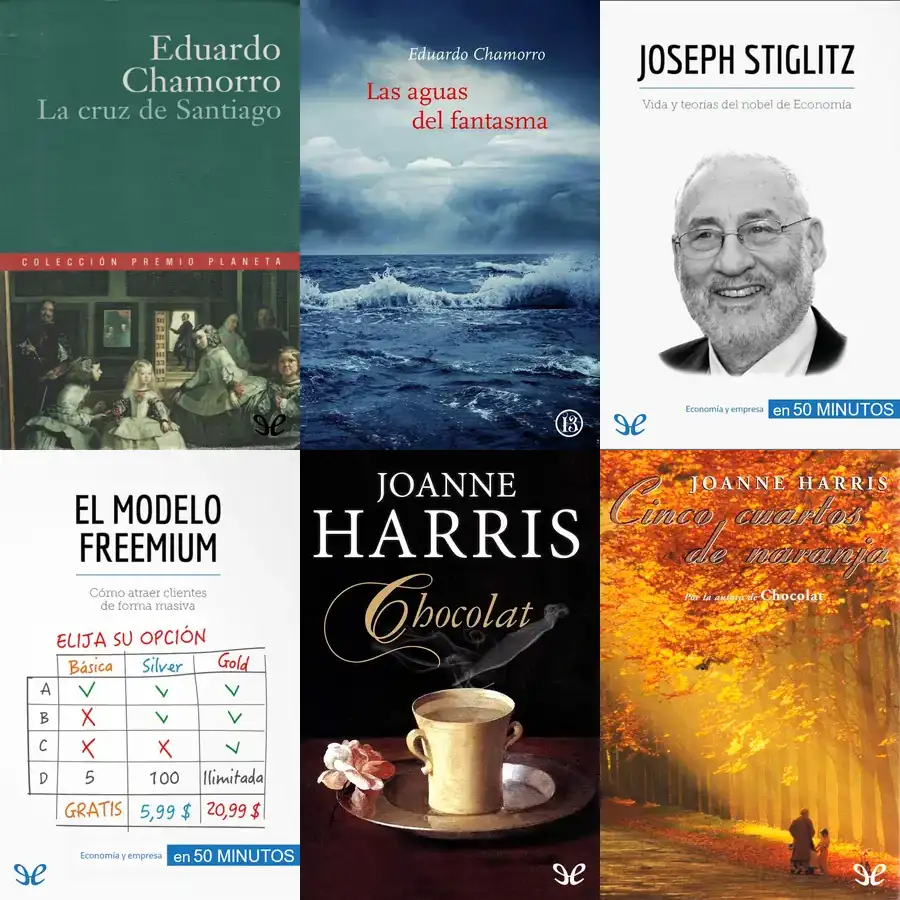 Eduardo
Chamorro
La cruz de Santiago
COLECCIÓN PREMIO PLANETA
Eduardo Chamorro
Las aguas
del fantasma
13
JOSEPH STIGLITZ
Vida y teorías del nobel de Economía
Economía y empresa en 50 MINUTOS
EL MODELO
FREEMIUM
Cómo atraer clientes
de forma masiva
ELIJA SU OPCIÓN
Básica Silver Gold
A
B
C
D 5 100 Ilimitada
GRATIS 5,99 $ 20,99 $
Economía y empresa en 50 MINUTOS
JOANNE
HARRIS
Chocolat
JOANNE HARRIS
Cinco cuartos
de naranja
Por la autora de Chocolat